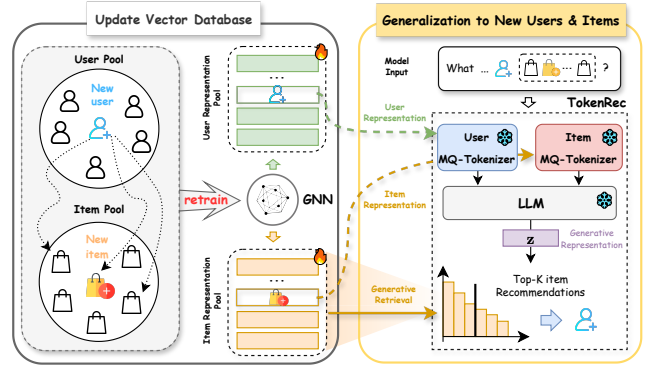 Update Vector Database
User Pool
New
user
Item Pool
New
item
retrain
User Representation
Pool
...
GNN
Item Representation
Pool
...
Generalization to New Users & Items
Model
Input
What ... ... ?
TokenRec
User
Representation
User
MQ-Tokenizer
Item
MQ-Tokenizer
Item
Representation
LLM
z
Generative
Representation
Generative
Retrieval
Top-K item
Recommendations